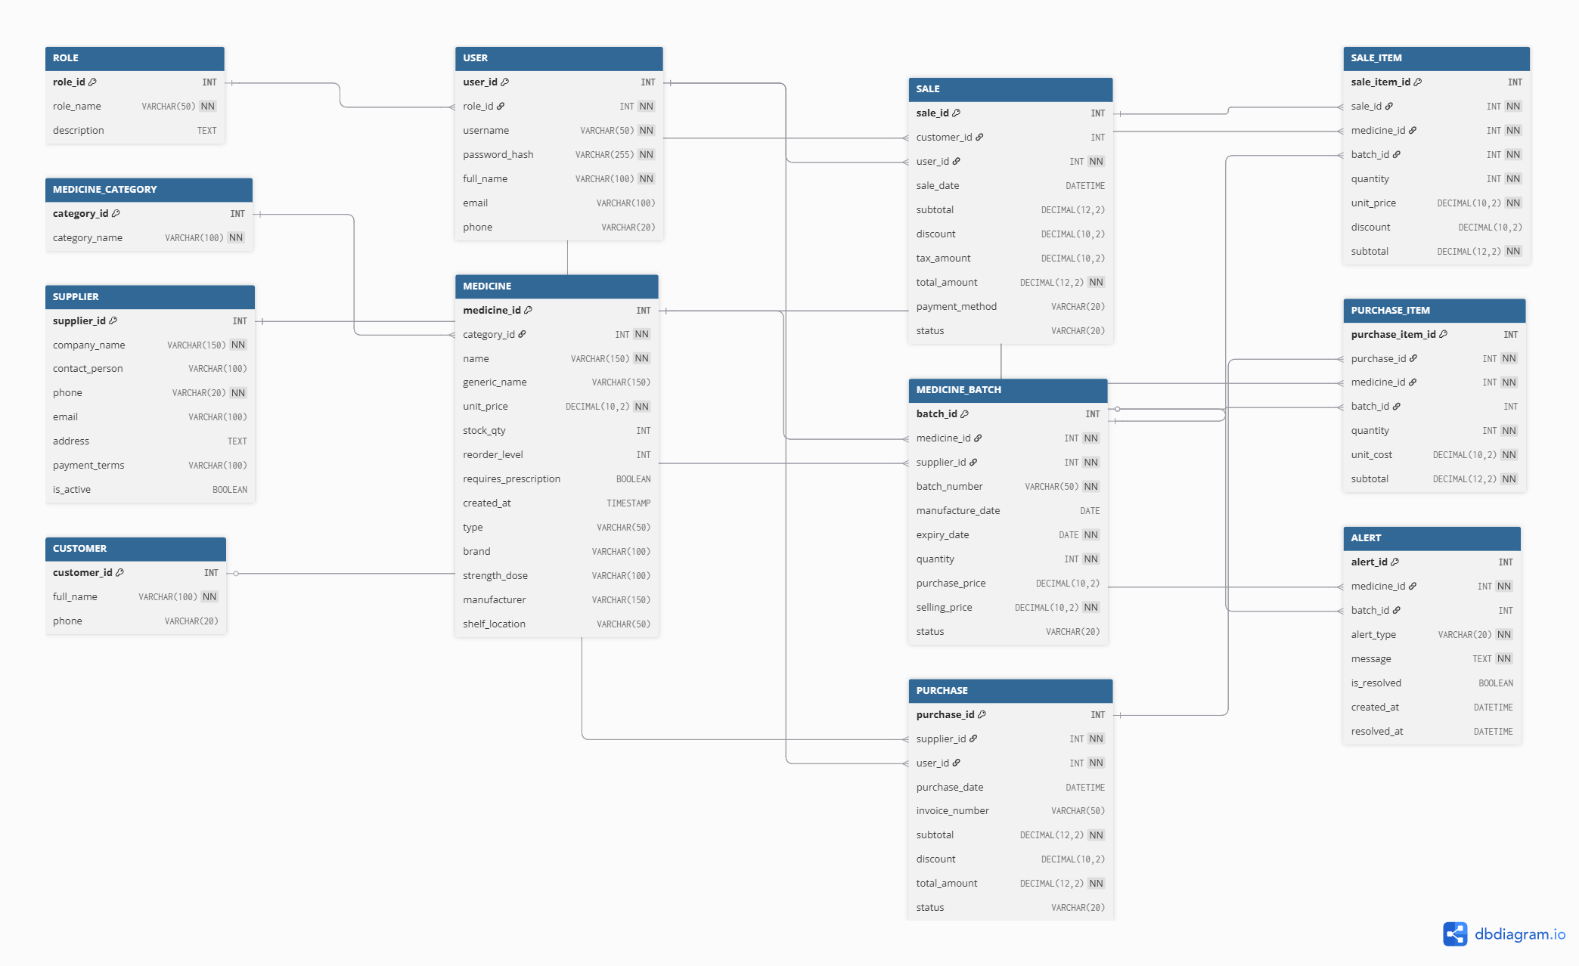 ROLE
role_id INT
role_name VARCHAR(50) NN
description TEXT
MEDICINE_CATEGORY
category_id INT
category_name VARCHAR(100) NN
SUPPLIER
supplier_id INT
company_name VARCHAR(150) NN
contact_person VARCHAR(100)
phone VARCHAR(20) NN
email VARCHAR(100)
address TEXT
payment_terms VARCHAR(100)
is_active BOOLEAN
CUSTOMER
customer_id INT
full_name VARCHAR(100) NN
phone VARCHAR(20)
USER
user_id INT
role_id INT NN
username VARCHAR(50) NN
password_hash VARCHAR(255) NN
full_name VARCHAR(100) NN
email VARCHAR(100)
phone VARCHAR(20)
MEDICINE
medicine_id INT
category_id INT NN
name VARCHAR(150) NN
generic_name VARCHAR(150)
unit_price DECIMAL(10,2) NN
stock_qty INT
reorder_level INT
requires_prescription BOOLEAN
created_at TIMESTAMP
type VARCHAR(50)
brand VARCHAR(100)
strength_dose VARCHAR(100)
manufacturer VARCHAR(150)
shelf_location VARCHAR(50)
SALE
sale_id INT
customer_id INT
user_id INT NN
sale_date DATETIME
subtotal DECIMAL(12,2)
discount DECIMAL(10,2)
tax_amount DECIMAL(10,2)
total_amount DECIMAL(12,2) NN
payment_method VARCHAR(20)
status VARCHAR(20)
MEDICINE_BATCH
batch_id INT
medicine_id INT NN
supplier_id INT NN
batch_number VARCHAR(50) NN
manufacture_date DATE
expiry_date DATE NN
quantity INT NN
purchase_price DECIMAL(10,2)
selling_price DECIMAL(10,2) NN
status VARCHAR(20)
PURCHASE
purchase_id INT
supplier_id INT NN
user_id INT NN
purchase_date DATETIME
invoice_number VARCHAR(50)
subtotal DECIMAL(12,2) NN
discount DECIMAL(10,2)
total_amount DECIMAL(12,2) NN
status VARCHAR(20)
SALE_ITEM
sale_item_id INT
sale_id INT NN
medicine_id INT NN
batch_id INT NN
quantity INT NN
unit_price DECIMAL(10,2) NN
discount DECIMAL(10,2)
subtotal DECIMAL(12,2) NN
PURCHASE_ITEM
purchase_item_id INT
purchase_id INT NN
medicine_id INT NN
batch_id INT
quantity INT NN
unit_cost DECIMAL(10,2) NN
subtotal DECIMAL(12,2) NN
ALERT
alert_id INT
medicine_id INT NN
batch_id INT
alert_type VARCHAR(20) NN
message TEXT NN
is_resolved BOOLEAN
created_at DATETIME
resolved_at DATETIME
dbdiagram.io